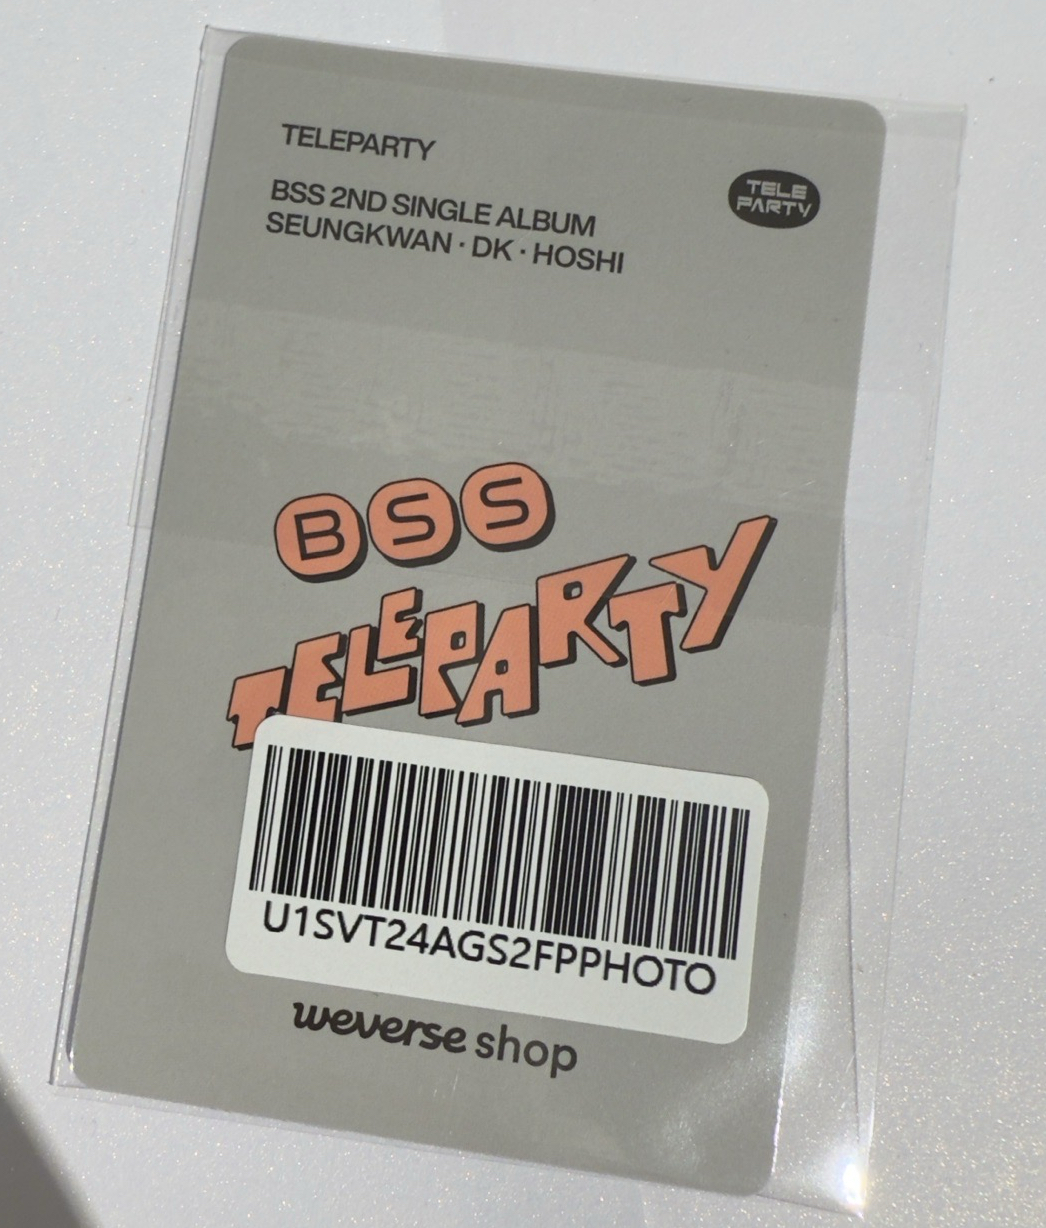 TELEPARTY
BSS 2ND SINGLE ALBUM
SEUNGKWAN · DK · HOSHI
TELE
PARTY
BSS
TELEPARTY
U1SVT24AGS2FPPHOTO
weverse shop